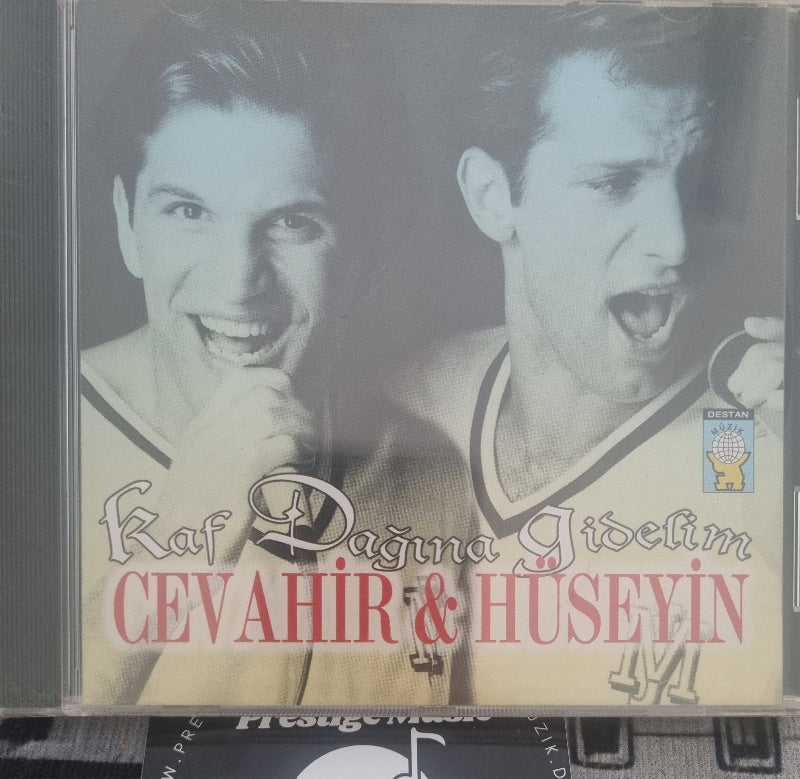 DESTAN
MÜZİK
Kaf Dağına gidelim
CEVAHİR & HÜSEYİN
M
Prestige Music